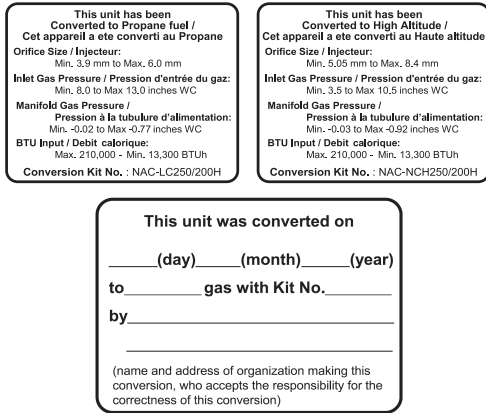 This unit has been
Converted to Propane fuel /
Cet appareil a ete converti au Propane
Orifice Size / Injecteur:
Min. 3.9 mm to Max. 6.0 mm
Inlet Gas Pressure / Pression d'entrée du gaz:
Min. 8.0 to Max 13.0 inches WC
Manifold Gas Pressure /
Pression à la tubulure d'alimentation:
Min. -0.02 to Max -0.77 inches WC
BTU Input / Debit calorique:
Max. 210,000 - Min. 13,300 BTUh
Conversion Kit No. : NAC-LC250/200H
This unit has been
Converted to High Altitude /
Cet appareil a ete converti au Haute altitude
Orifice Size / Injecteur:
Min. 5.05 mm to Max. 8.4 mm
Inlet Gas Pressure / Pression d'entrée du gaz:
Min. 3.5 to Max 10.5 inches WC
Manifold Gas Pressure /
Pression à la tubulure d'alimentation:
Min. -0.03 to Max -0.92 inches WC
BTU Input / Debit calorique:
Max. 210,000 - Min. 13,300 BTUh
Conversion Kit No. : NAC-NCH250/200H
This unit was converted on
_____(day)_____(month)_____(year)
to________ gas with Kit No._______
by____________________________
____________________________
(name and address of organization making this
conversion, who accepts the responsibility for the
correctness of this conversion)